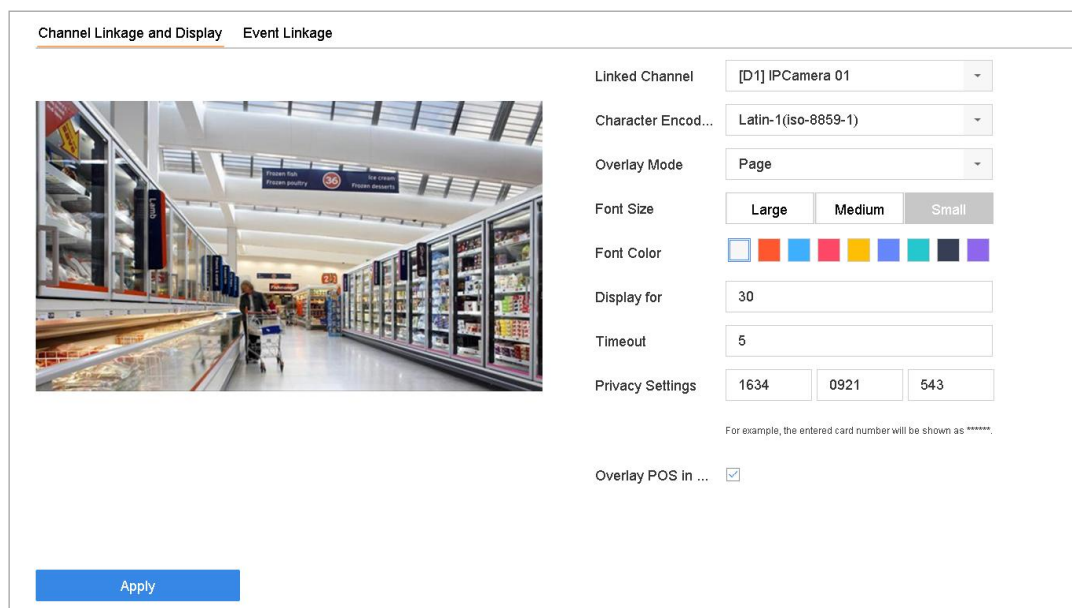 Channel Linkage and Display Event Linkage
Linked Channel [D1] IPCamera 01
Character Encod... Latin-1(iso-8859-1)
Overlay Mode Page
Font Size Large Medium Small
Font Color
Display for 30
Timeout 5
Privacy Settings 1634 0921 543
For example, the entered card number will be shown as ******.
Overlay POS in ...
Apply
Frozen fish 36 Ice cream
Frozen poultry Frozen desserts
Lamb